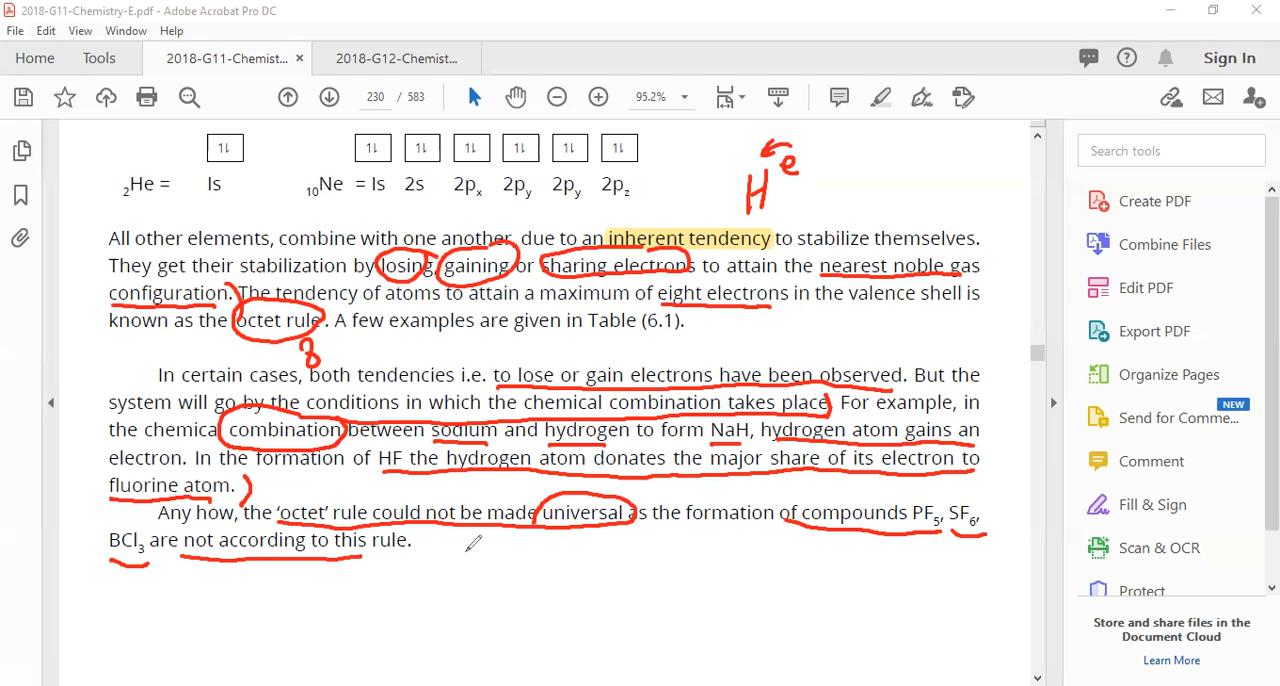 2018-G11-Chemistry-E.pdf - Adobe Acrobat Pro DC
File Edit View Window Help
Home Tools 2018-G11-Chemist... × 2018-G12-Chemist... Sign In
230 / 583 95.2%
Search tools
↑↓ ↑↓ ↑↓ ↑↓ ↑↓ ↑↓ ↑↓
₂He = Is ₁₀Ne = Is 2s 2pₓ 2pᵧ 2pᵧ 2p_z
H e
All other elements, combine with one another, due to an inherent tendency to stabilize themselves.
They get their stabilization by losing, gaining or sharing electrons to attain the nearest noble gas
configuration. The tendency of atoms to attain a maximum of eight electrons in the valence shell is
known as the 'octet rule'. A few examples are given in Table (6.1).
8
In certain cases, both tendencies i.e. to lose or gain electrons have been observed. But the
system will go by the conditions in which the chemical combination takes place. For example, in
the chemical combination between sodium and hydrogen to form NaH, hydrogen atom gains an
electron. In the formation of HF the hydrogen atom donates the major share of its electron to
fluorine atom.
Any how, the 'octet' rule could not be made universal as the formation of compounds PF₅, SF₆,
BCl₃ are not according to this rule.
Create PDF
Combine Files
Edit PDF
Export PDF
Organize Pages
NEW
Send for Comme...
Comment
Fill & Sign
Scan & OCR
Protect
Store and share files in the
Document Cloud
Learn More